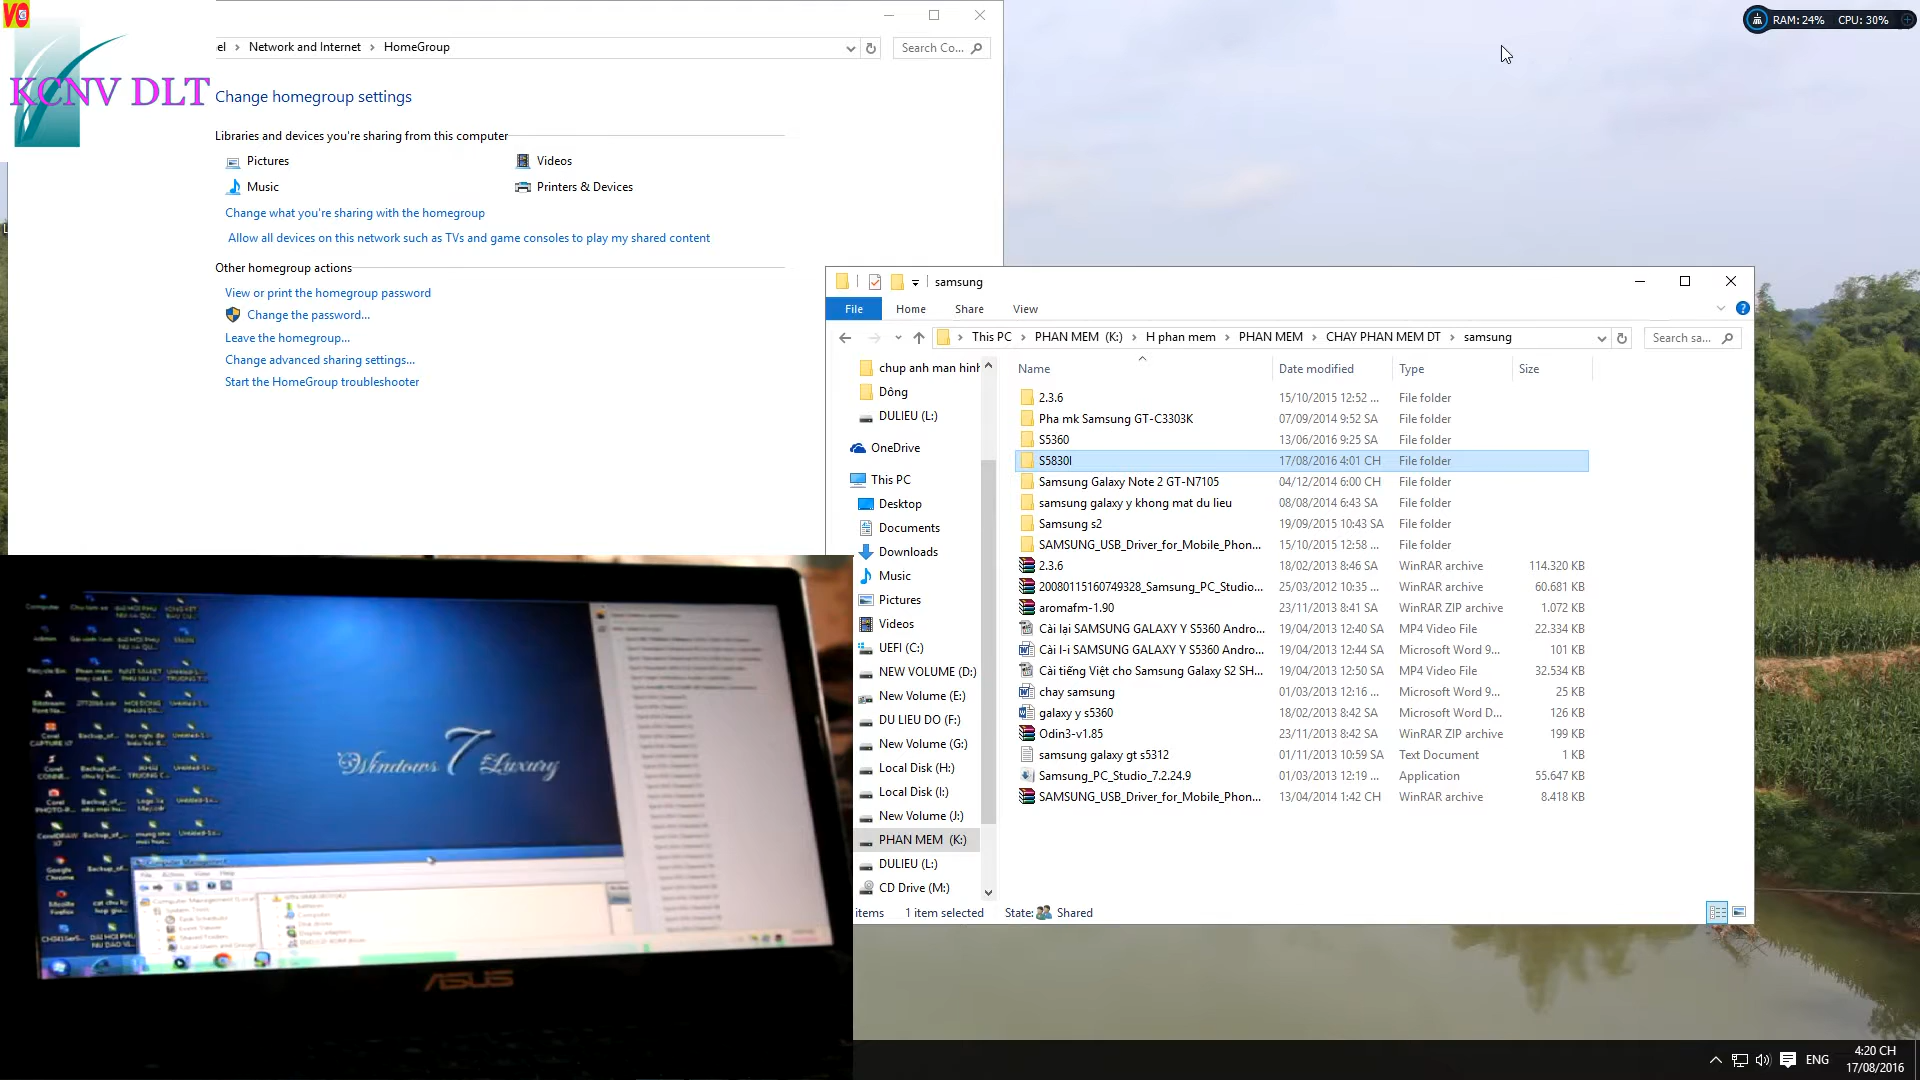 VG
KCNV DLT
el > Network and Internet > HomeGroup
Search Co...
Change homegroup settings
Libraries and devices you're sharing from this computer
Pictures
Videos
Music
Printers & Devices
Change what you're sharing with the homegroup
Allow all devices on this network such as TVs and game consoles to play my shared content
Other homegroup actions
View or print the homegroup password
Change the password...
Leave the homegroup...
Change advanced sharing settings...
Start the HomeGroup troubleshooter
RAM: 24% CPU: 30%
samsung
File Home Share View
This PC > PHAN MEM (K:) > H phan mem > PHAN MEM > CHAY PHAN MEM DT > samsung
Search sa...
chup anh man hinh
Dông
DULIEU (L:)
OneDrive
This PC
Desktop
Documents
Downloads
Music
Pictures
Videos
UEFI (C:)
NEW VOLUME (D:)
New Volume (E:)
DU LIEU DO (F:)
New Volume (G:)
Local Disk (H:)
Local Disk (I:)
New Volume (J:)
PHAN MEM (K:)
DULIEU (L:)
CD Drive (M:)
Name Date modified Type Size
2.3.6 15/10/2015 12:52 ... File folder
Pha mk Samsung GT-C3303K 07/09/2014 9:52 SA File folder
S5360 13/06/2016 9:25 SA File folder
S5830I 17/08/2016 4:01 CH File folder
Samsung Galaxy Note 2 GT-N7105 04/12/2014 6:00 CH File folder
samsung galaxy y khong mat du lieu 08/08/2014 6:43 SA File folder
Samsung s2 19/09/2015 10:43 SA File folder
SAMSUNG_USB_Driver_for_Mobile_Phon... 15/10/2015 12:58 ... File folder
2.3.6 18/02/2013 8:46 SA WinRAR archive 114.320 KB
20080115160749328_Samsung_PC_Studio... 25/03/2012 10:35 ... WinRAR archive 60.681 KB
aromafm-1.90 23/11/2013 8:41 SA WinRAR ZIP archive 1.072 KB
Cài lại SAMSUNG GALAXY Y S5360 Andro... 19/04/2013 12:40 SA MP4 Video File 22.334 KB
Cài l-i SAMSUNG GALAXY Y S5360 Andro... 19/04/2013 12:44 SA Microsoft Word 9... 101 KB
Cài tiếng Việt cho Samsung Galaxy S2 SH... 19/04/2013 12:50 SA MP4 Video File 32.534 KB
chay samsung 01/03/2013 12:16 ... Microsoft Word 9... 25 KB
galaxy y s5360 18/02/2013 8:42 SA Microsoft Word D... 126 KB
Odin3-v1.85 23/11/2013 8:42 SA WinRAR ZIP archive 199 KB
samsung galaxy gt s5312 01/11/2013 10:59 SA Text Document 1 KB
Samsung_PC_Studio_7.2.24.9 01/03/2013 12:19 ... Application 55.647 KB
SAMSUNG_USB_Driver_for_Mobile_Phon... 13/04/2014 1:42 CH WinRAR archive 8.418 KB
items 1 item selected State: Shared
Windows 7 Luxury
Computer Management
ASUS
ENG
4:20 CH
17/08/2016